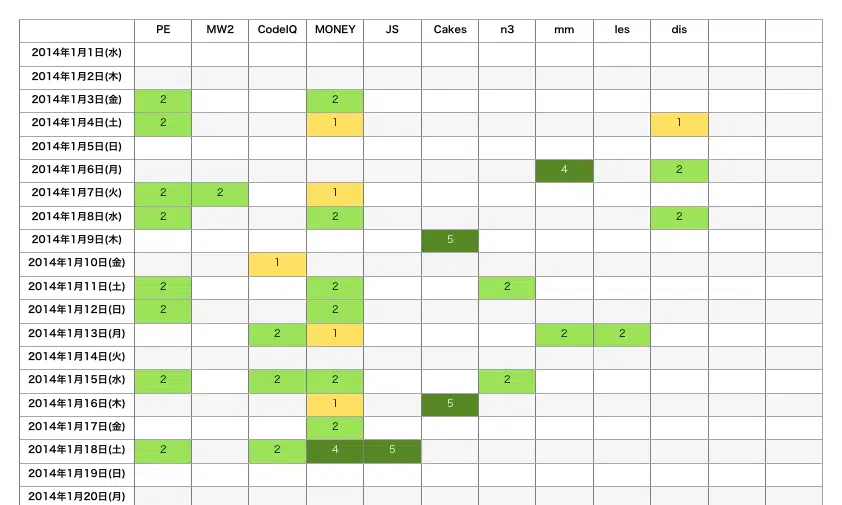 PE MW2 CodeIQ MONEY JS Cakes n3 mm les dis
2014年1月1日(水)
2014年1月2日(木)
2014年1月3日(金) 2 2
2014年1月4日(土) 2 1 1
2014年1月5日(日)
2014年1月6日(月) 4 2
2014年1月7日(火) 2 2 1
2014年1月8日(水) 2 2 2
2014年1月9日(木) 5
2014年1月10日(金) 1
2014年1月11日(土) 2 2 2
2014年1月12日(日) 2 2
2014年1月13日(月) 2 1 2 2
2014年1月14日(火)
2014年1月15日(水) 2 2 2 2
2014年1月16日(木) 1 5
2014年1月17日(金) 2
2014年1月18日(土) 2 2 4 5
2014年1月19日(日)
2014年1月20日(月)